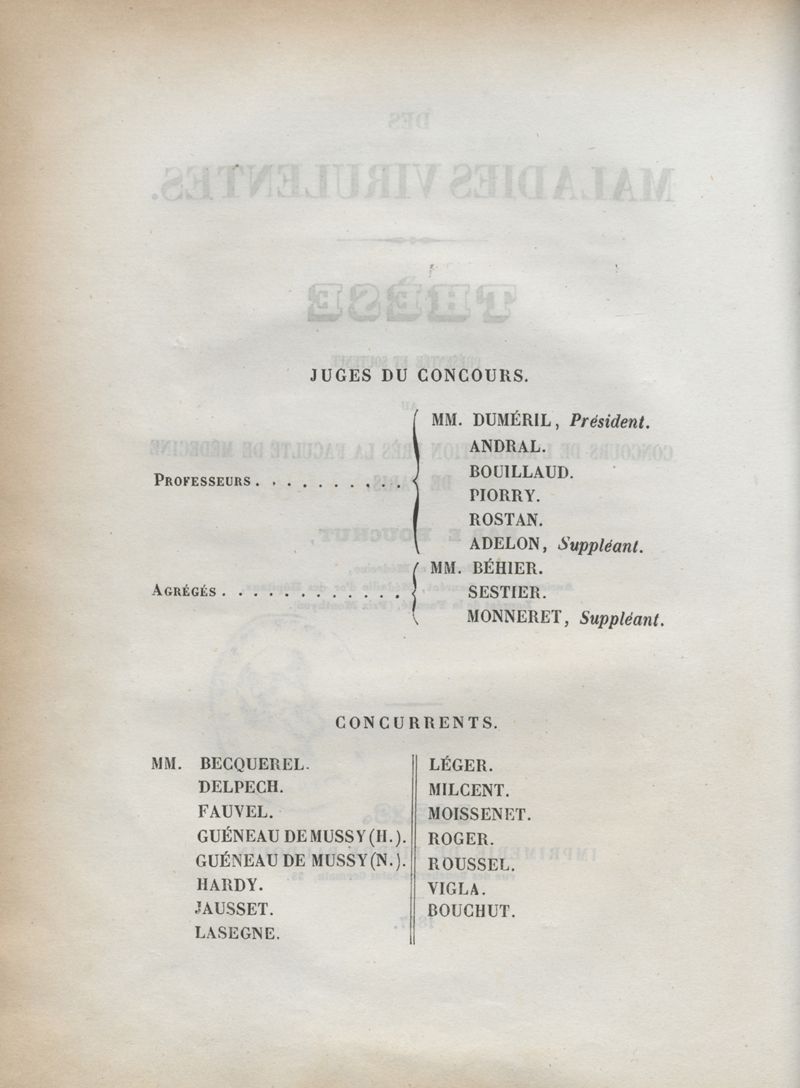 JUGES DU CONCOURS.
MM. DUMÉRIL, Président.
ANDRAL.
BOUILLAUD.
PROFESSEURS . . . . . . . . . .
PIORRY.
ROSTAN.
ADELON, Suppléant.
MM. BÉHIER.
AGRÉGÉS . . . . . . . . . . . .
SESTIER.
MONNERET, Suppléant.
CONCURRENTS.
MM. BECQUEREL.
DELPECH.
FAUVEL.
GUÉNEAU DE MUSSY (H.).
GUÉNEAU DE MUSSY (N.).
HARDY.
JAUSSET.
LASEGNE.
LÉGER.
MILCENT.
MOISSENET.
ROGER.
ROUSSEL.
VIGLA.
BOUCHUT.